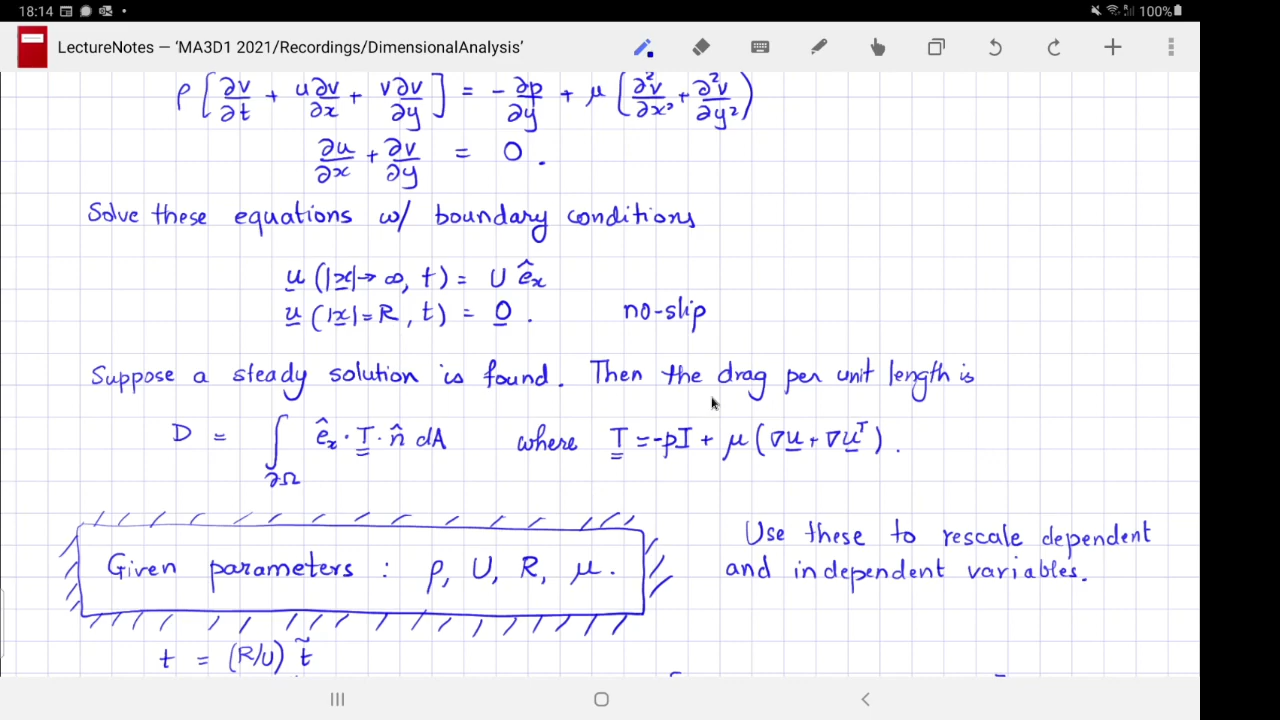 18:14
100%
LectureNotes — 'MA3D1 2021/Recordings/DimensionalAnalysis'
ρ [ ∂v/∂t + u∂v/∂x + v∂v/∂y ] = - ∂p/∂y + μ ( ∂²v/∂x² + ∂²v/∂y² )
∂u/∂x + ∂v/∂y = 0 .
Solve these equations w/ boundary conditions
u (|x|→ ∞, t) = U êx
u (|x|=R, t) = 0 . no-slip
Suppose a steady solution is found. Then the drag per unit length is
D = ∫∂Ω êx · T · n̂ dA where T = -pI + μ (∇u + ∇uᵀ) .
Given parameters : ρ, U, R, μ.
Use these to rescale dependent
and independent variables.
t = (R/U) t̃